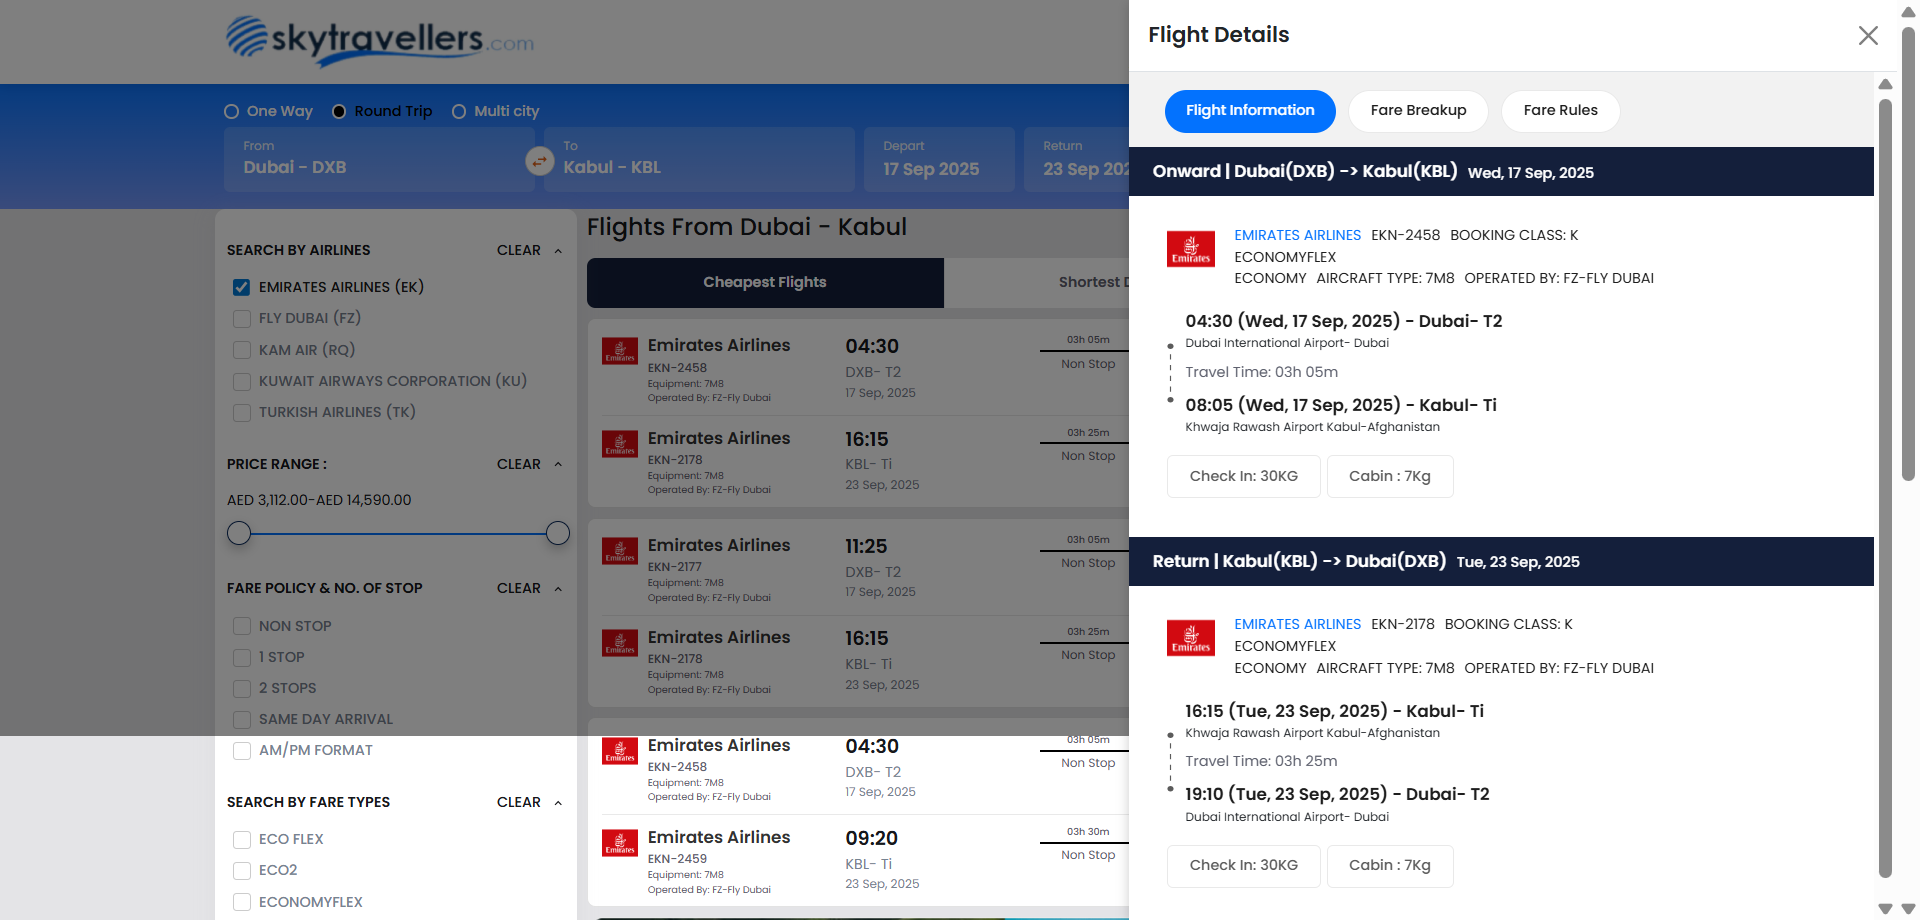 skytravellers.com
One Way
Round Trip
Multi city
From
Dubai - DXB
To
Kabul - KBL
Depart
17 Sep 2025
Return
23 Sep 202
SEARCH BY AIRLINES CLEAR
EMIRATES AIRLINES (EK)
FLY DUBAI (FZ)
KAM AIR (RQ)
KUWAIT AIRWAYS CORPORATION (KU)
TURKISH AIRLINES (TK)
PRICE RANGE : CLEAR
AED 3,112.00-AED 14,590.00
FARE POLICY & NO. OF STOP CLEAR
NON STOP
1 STOP
2 STOPS
SAME DAY ARRIVAL
AM/PM FORMAT
SEARCH BY FARE TYPES CLEAR
ECO FLEX
ECO2
ECONOMYFLEX
Flights From Dubai - Kabul
Cheapest Flights
Shortest D
Emirates
Emirates Airlines
EKN-2458
Equipment: 7M8
Operated By: FZ-Fly Dubai
04:30
DXB- T2
17 Sep, 2025
03h 05m
Non Stop
Emirates
Emirates Airlines
EKN-2178
Equipment: 7M8
Operated By: FZ-Fly Dubai
16:15
KBL- Ti
23 Sep, 2025
03h 25m
Non Stop
Emirates
Emirates Airlines
EKN-2177
Equipment: 7M8
Operated By: FZ-Fly Dubai
11:25
DXB- T2
17 Sep, 2025
03h 05m
Non Stop
Emirates
Emirates Airlines
EKN-2178
Equipment: 7M8
Operated By: FZ-Fly Dubai
16:15
KBL- Ti
23 Sep, 2025
03h 25m
Non Stop
Emirates
Emirates Airlines
EKN-2458
Equipment: 7M8
Operated By: FZ-Fly Dubai
04:30
DXB- T2
17 Sep, 2025
03h 05m
Non Stop
Emirates
Emirates Airlines
EKN-2459
Equipment: 7M8
Operated By: FZ-Fly Dubai
09:20
KBL- Ti
23 Sep, 2025
03h 30m
Non Stop
Flight Details
Flight Information
Fare Breakup
Fare Rules
Onward | Dubai(DXB) -> Kabul(KBL) Wed, 17 Sep, 2025
Emirates
EMIRATES AIRLINES EKN-2458 BOOKING CLASS: K
ECONOMYFLEX
ECONOMY AIRCRAFT TYPE: 7M8 OPERATED BY: FZ-FLY DUBAI
04:30 (Wed, 17 Sep, 2025) - Dubai- T2
Dubai International Airport- Dubai
Travel Time: 03h 05m
08:05 (Wed, 17 Sep, 2025) - Kabul- Ti
Khwaja Rawash Airport Kabul-Afghanistan
Check In: 30KG
Cabin : 7Kg
Return | Kabul(KBL) -> Dubai(DXB) Tue, 23 Sep, 2025
Emirates
EMIRATES AIRLINES EKN-2178 BOOKING CLASS: K
ECONOMYFLEX
ECONOMY AIRCRAFT TYPE: 7M8 OPERATED BY: FZ-FLY DUBAI
16:15 (Tue, 23 Sep, 2025) - Kabul- Ti
Khwaja Rawash Airport Kabul-Afghanistan
Travel Time: 03h 25m
19:10 (Tue, 23 Sep, 2025) - Dubai- T2
Dubai International Airport- Dubai
Check In: 30KG
Cabin : 7Kg